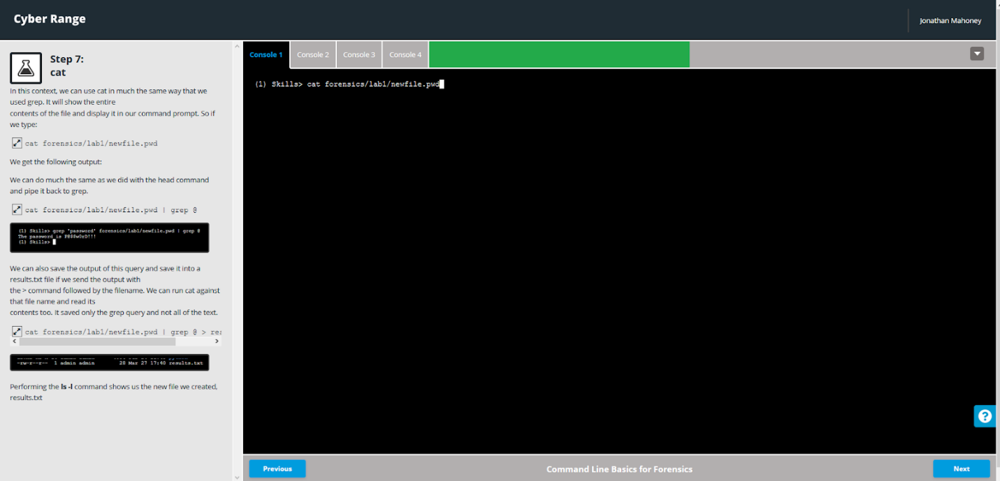 Cyber Range
Jonathan Mahoney
Step 7:
cat
In this context, we can use cat in much the same way that we
used grep. It will show the entire
contents of the file and display it in our command prompt. So if
we type:
cat forensics/lab1/newfile.pwd
We get the following output:
We can do much the same as we did with the head command
and pipe it back to grep.
cat forensics/lab1/newfile.pwd | grep @
(1) Skills> grep 'password' forensics/lab1/newfile.pwd | grep @
The password is
(1) Skills>
We can also save the output of this query and save it into a
results.txt file if we send the output with
the > command followed by the filename. We can run cat against
that file name and read its
contents too. It saved only the grep query and not all of the text.
cat forensics/lab1/newfile.pwd | grep @ > re
-rw-r--r-- 1 admin admin 28 Mar 27 17:40 results.txt
Performing the ls -l command shows us the new file we created,
results.txt
Console 1
Console 2
Console 3
Console 4
(1) Skills> cat forensics/lab1/newfile.pwd
?
Previous
Command Line Basics for Forensics
Next